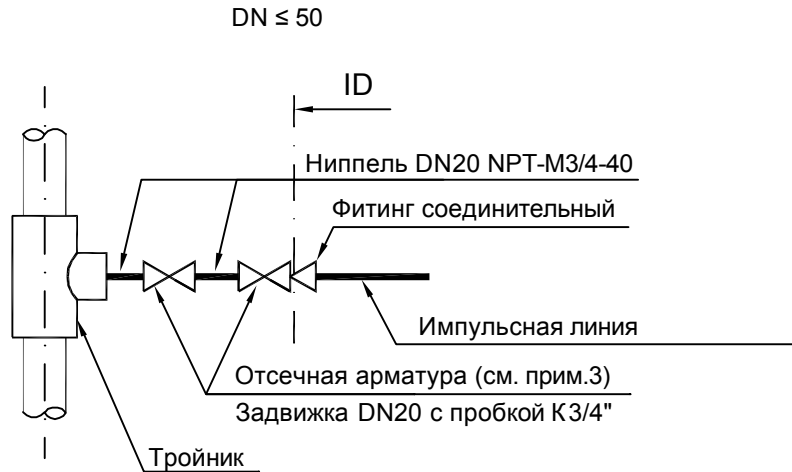 DN ≤ 50
ID
Ниппель DN20 NPT-M3/4-40
Фитинг соединительный
Импульсная линия
Отсечная арматура (см. прим.3)
Задвижка DN20 с пробкой К3/4"
Тройник